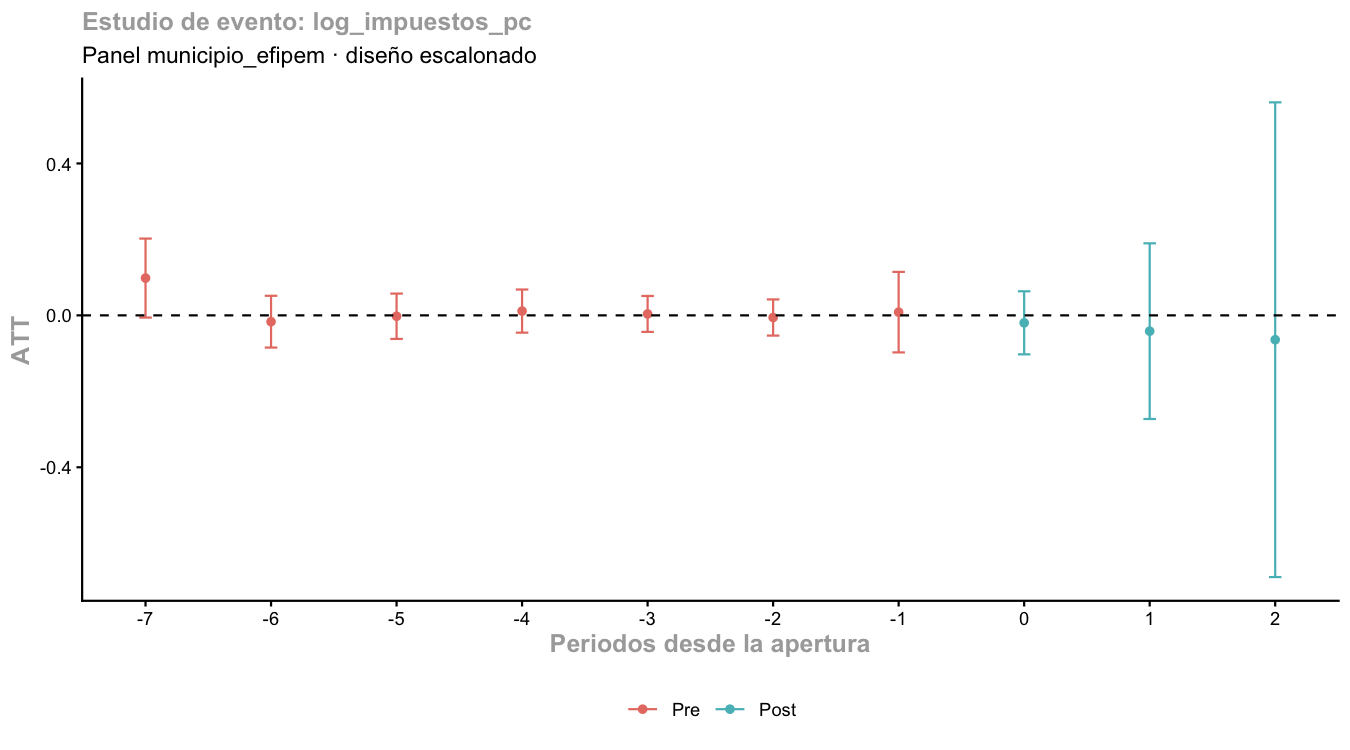 Estudio de evento: log_impuestos_pc
Panel municipio_efipem · diseño escalonado
ATT
0.4
0.0
-0.4
-7 -6 -5 -4 -3 -2 -1 0 1 2
Periodos desde la apertura
Pre Post